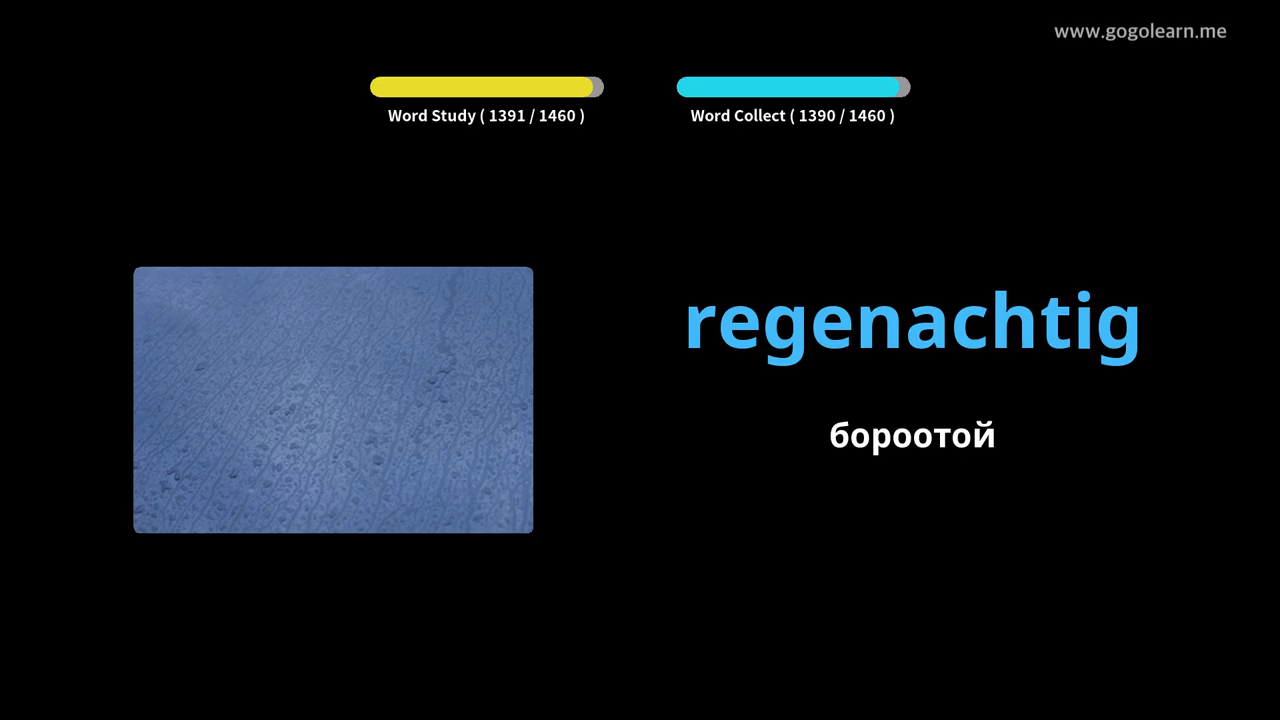 www.gogolearn.me
Word Study ( 1391 / 1460 )
Word Collect ( 1390 / 1460 )
regenachtig
бороотой